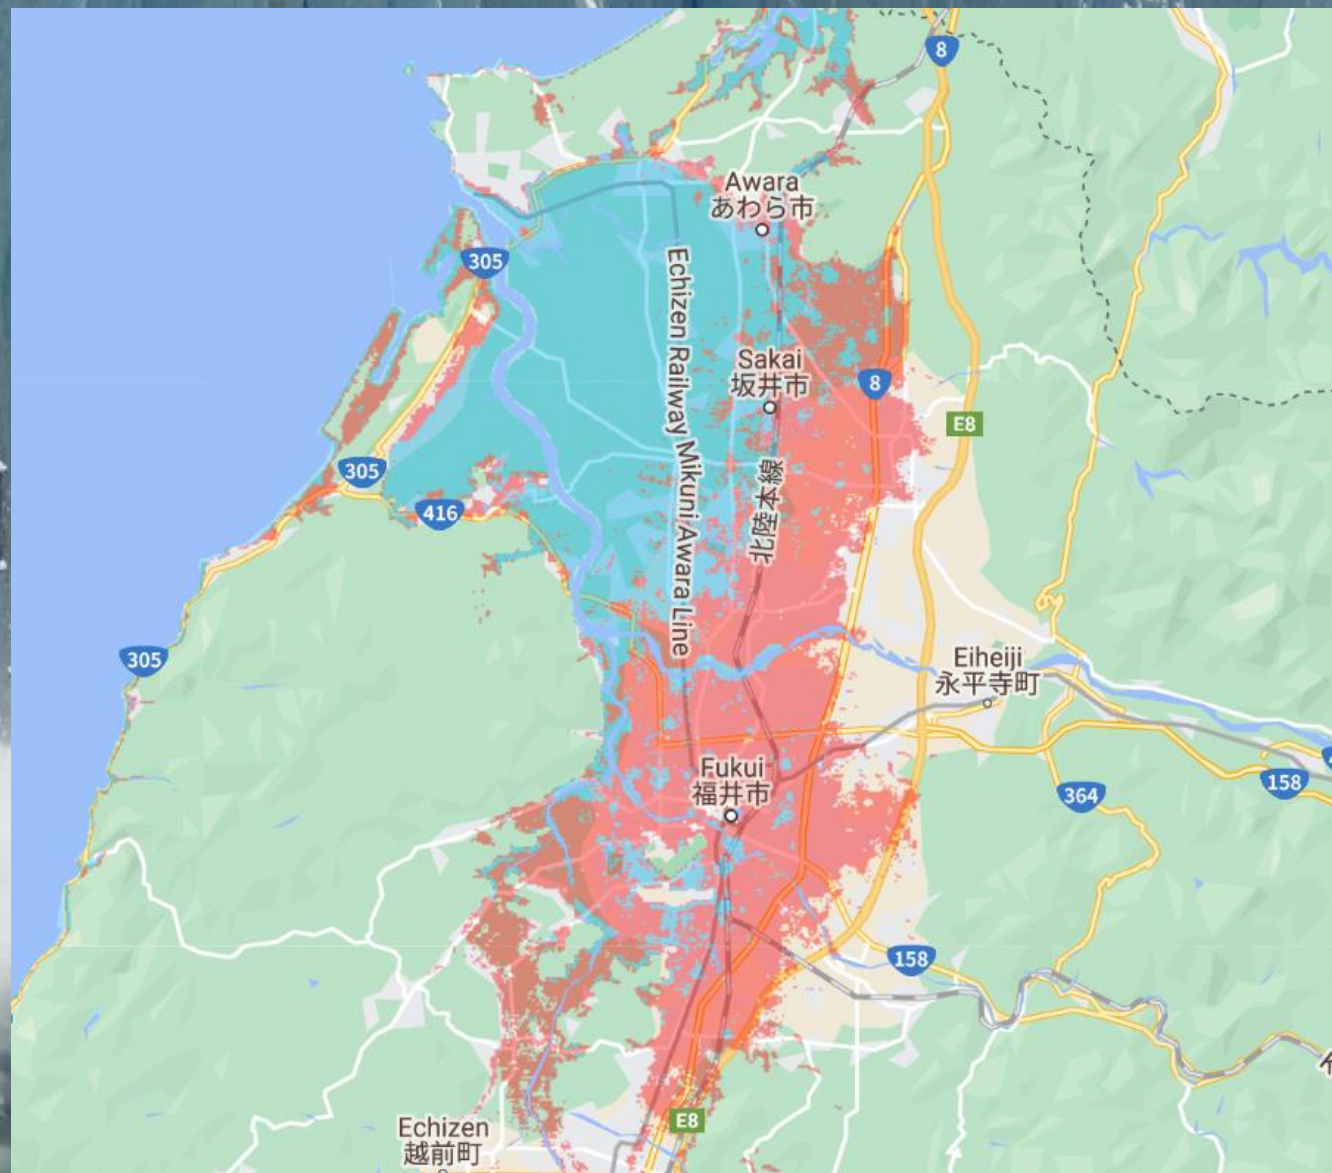 8
Awara
あわら市
305
Echizen Railway Mikuni Awara Line
Sakai
坂井市
8
E8
305
北陸本線
416
305
Eiheiji
永平寺町
Fukui
福井市
364
158
158
E8
Echizen
越前町